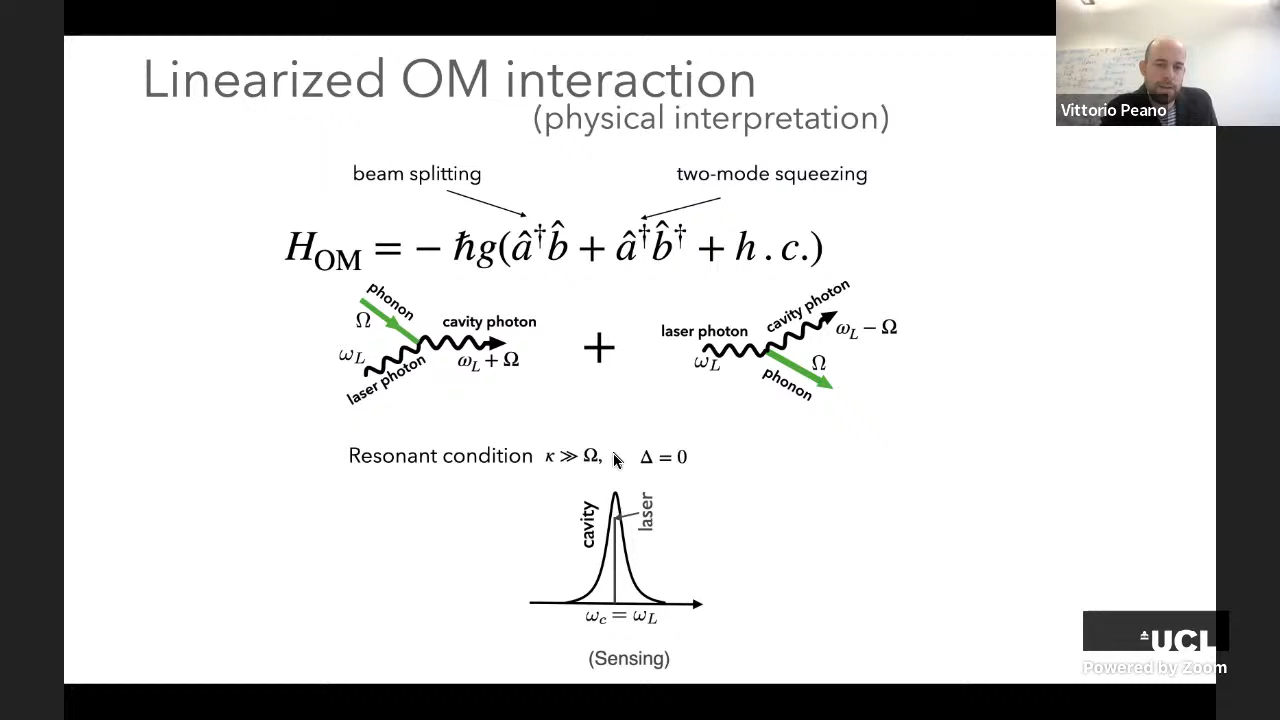 Linearized OM interaction
(physical interpretation)
Vittorio Peano
beam splitting
two-mode squeezing
H_OM = − ħg(â†b̂ + â†b̂† + h.c.)
phonon
Ω
cavity photon
ω_L
ω_L + Ω
laser photon
+
laser photon
cavity photon
ω_L − Ω
ω_L
Ω
phonon
Resonant condition κ ≫ Ω, Δ = 0
cavity
laser
ω_c = ω_L
(Sensing)
UCL
Powered by Zoom